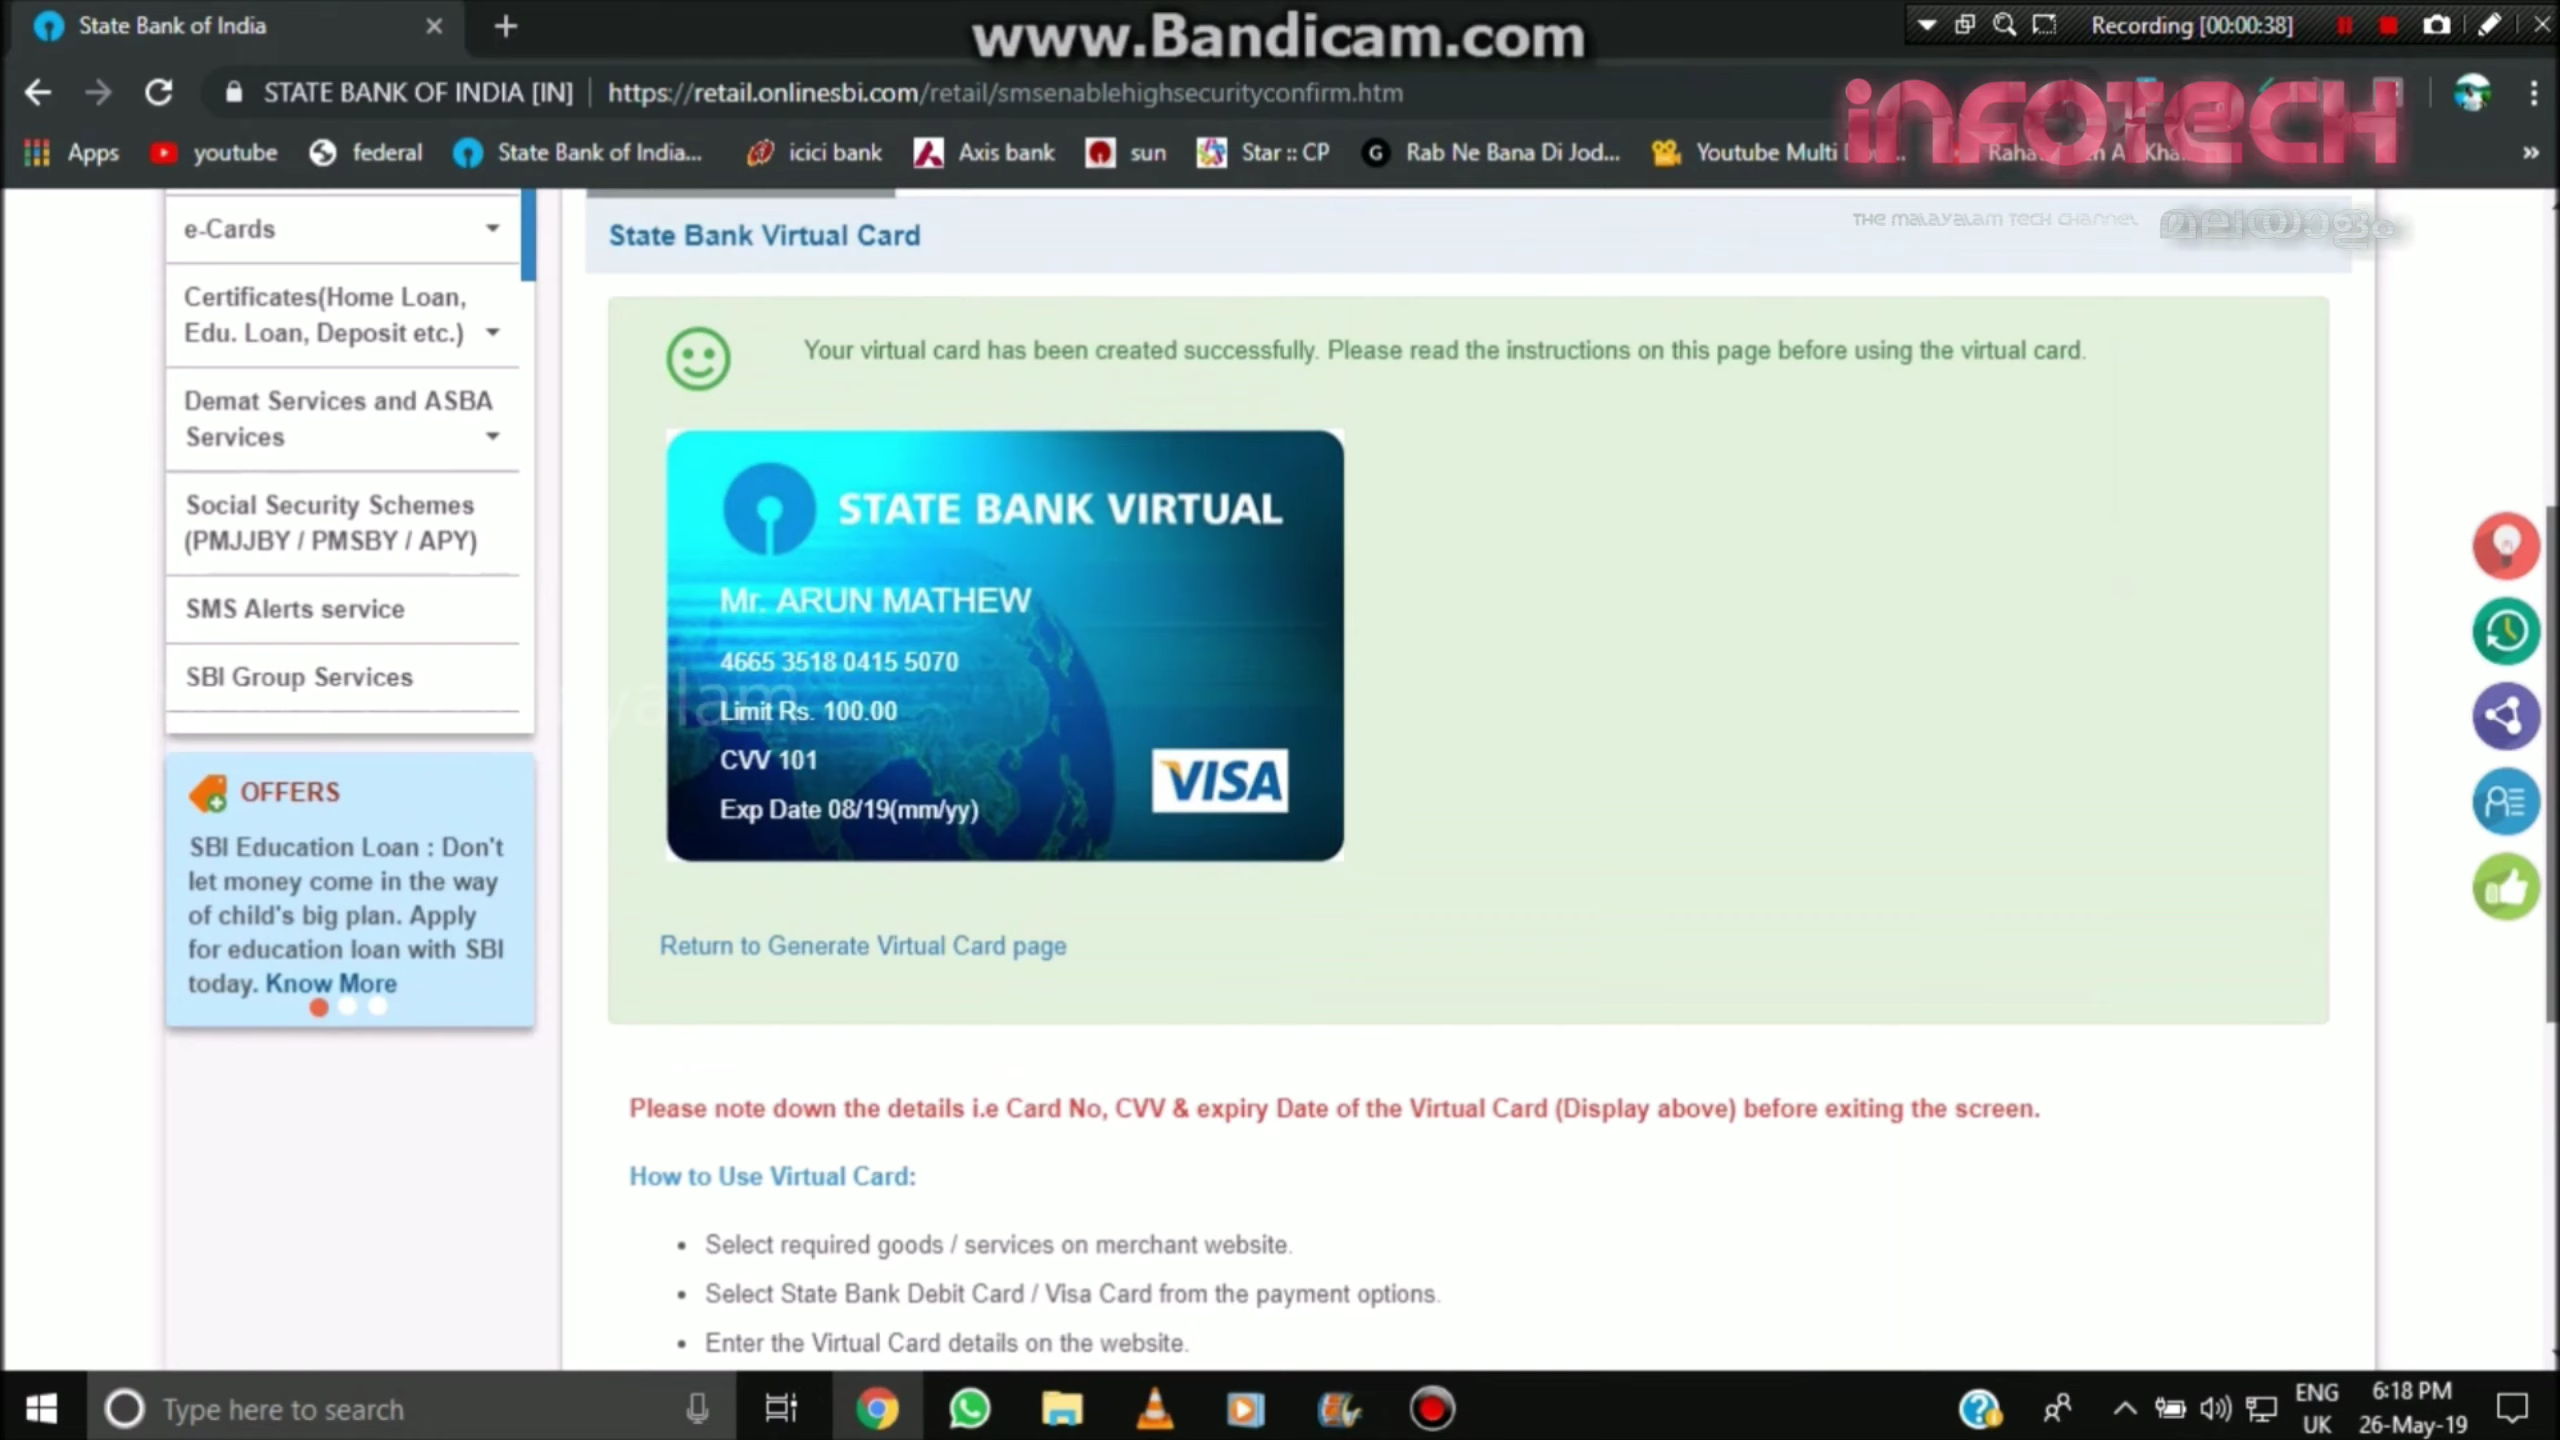 State Bank of India
www.Bandicam.com
Recording [00:00:38]
STATE BANK OF INDIA [IN] https://retail.onlinesbi.com/retail/smsenablehighsecurityconfirm.htm
INFOTECH
Apps youtube federal State Bank of India... icici bank Axis bank sun Star :: CP Rab Ne Bana Di Jod... Youtube Multi
THE MALAYALAM TECH CHANNEL മലയാളം
e-Cards
Certificates(Home Loan,
Edu. Loan, Deposit etc.)
Demat Services and ASBA
Services
Social Security Schemes
(PMJJBY / PMSBY / APY)
SMS Alerts service
SBI Group Services
OFFERS
SBI Education Loan : Don't
let money come in the way
of child's big plan. Apply
for education loan with SBI
today. Know More
State Bank Virtual Card
Your virtual card has been created successfully. Please read the instructions on this page before using the virtual card.
STATE BANK VIRTUAL
Mr. ARUN MATHEW
4665 3518 0415 5070
Limit Rs. 100.00
CVV 101
Exp Date 08/19(mm/yy)
VISA
Return to Generate Virtual Card page
Please note down the details i.e Card No, CVV & expiry Date of the Virtual Card (Display above) before exiting the screen.
How to Use Virtual Card:
• Select required goods / services on merchant website.
• Select State Bank Debit Card / Visa Card from the payment options.
• Enter the Virtual Card details on the website.
Type here to search
ENG
UK
6:18 PM
26-May-19